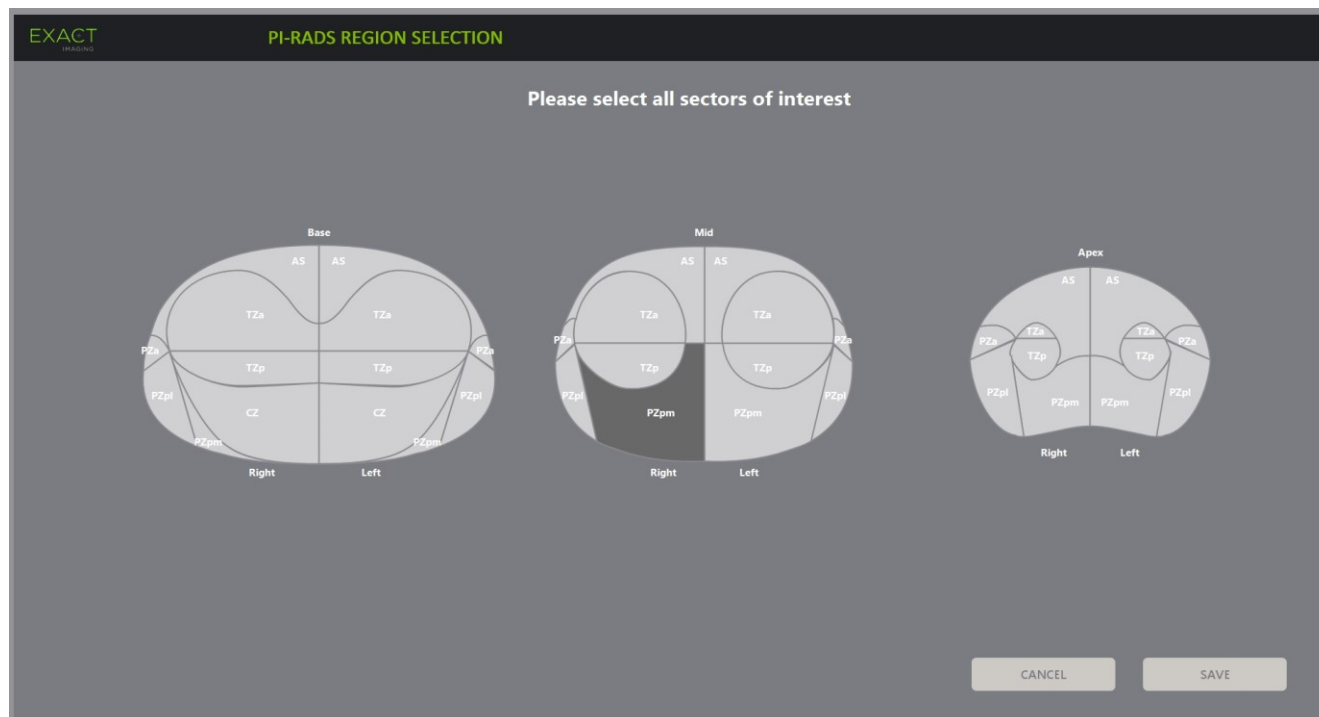 EXACT
IMAGING
PI-RADS REGION SELECTION
Please select all sectors of interest
Base
AS AS
TZa TZa
PZa PZa
TZp TZp
PZpl PZpl
CZ CZ
PZpm PZpm
Right Left
Mid
AS AS
TZa TZa
PZa PZa
TZp TZp
PZpl PZpl
PZpm PZpm
Right Left
Apex
AS AS
TZa TZa
PZa PZa
TZp TZp
PZpl PZpl
PZpm PZpm
Right Left
CANCEL SAVE